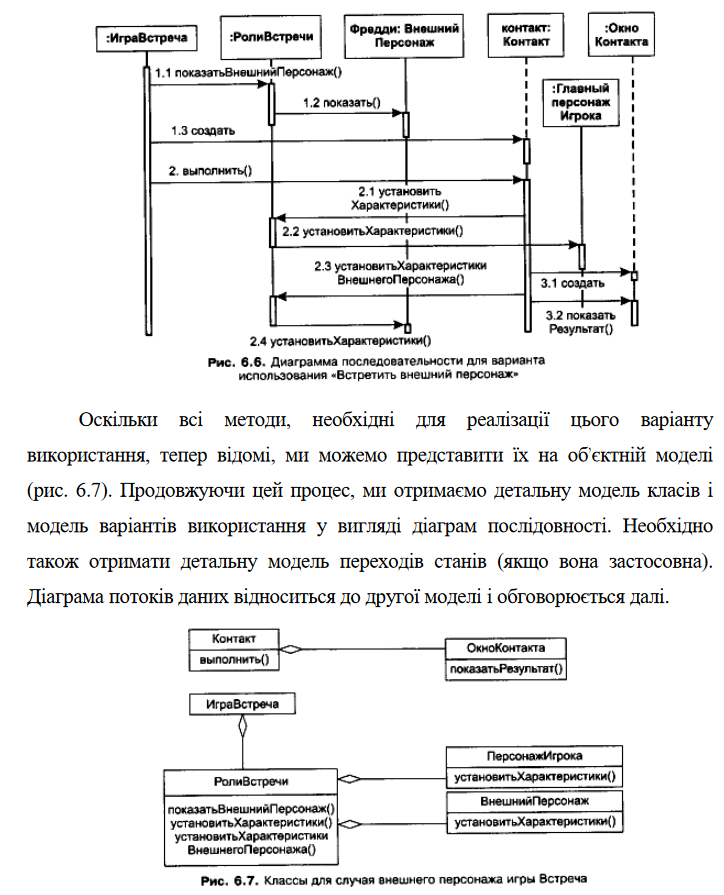 :ИграВстреча
:РолиВстречи
Фредди: Внешний
Персонаж
контакт:
Контакт
:Окно
Контакта
:Главный
персонаж
Игрока
1.1 показатьВнешнийПерсонаж()
1.2 показать()
1.3 создать
2. выполнить()
2.1 установить
Характеристики()
2.2 установитьХарактеристики()
2.3 установитьХарактеристики
ВнешнегоПерсонажа()
3.1 создать
3.2 показать
Результат()
2.4 установитьХарактеристики()
Рис. 6.6. Диаграмма последовательности для варианта
использования «Встретить внешний персонаж»
Оскільки всі методи, необхідні для реалізації цього варіанту
використання, тепер відомі, ми можемо представити їх на об'єктній моделі
(рис. 6.7). Продовжуючи цей процес, ми отримаємо детальну модель класів і
модель варіантів використання у вигляді діаграм послідовності. Необхідно
також отримати детальну модель переходів станів (якщо вона застосовна).
Діаграма потоків даних відноситься до другої моделі і обговорюється далі.
Контакт
выполнить()
ОкноКонтакта
показатьРезультат()
ИграВстреча
РолиВстречи
показатьВнешнийПерсонаж()
установитьХарактеристики()
установитьХарактеристики
ВнешнегоПерсонажа()
ПерсонажИгрока
установитьХарактеристики()
ВнешнийПерсонаж
установитьХарактеристики()
Рис. 6.7. Классы для случая внешнего персонажа игры Встреча